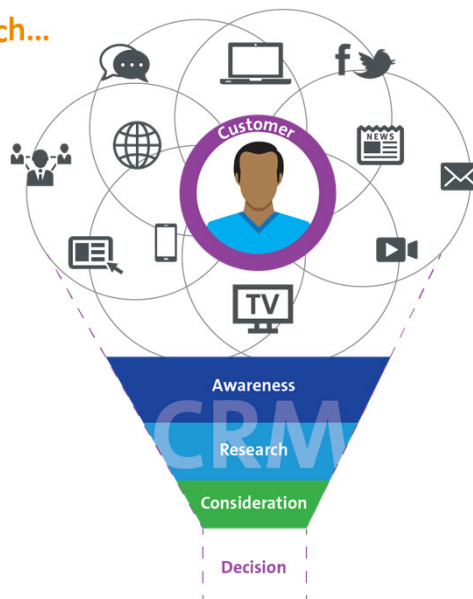 ch...
f
Customer
NEWS
TV
Awareness
CRM
Research
Consideration
Decision